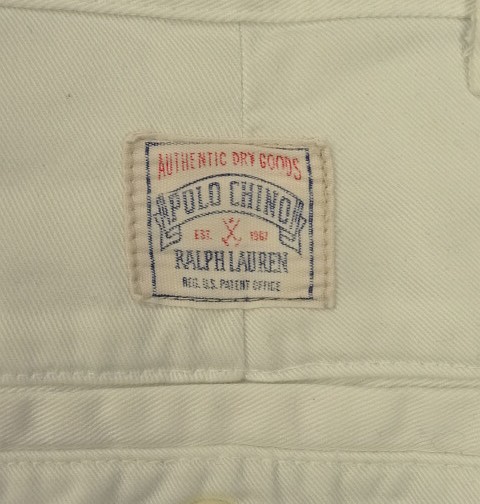 AUTHENTIC DRY GOODS
POLO CHINO
EST. 1967
RALPH LAUREN
REG. U.S. PATENT OFFICE